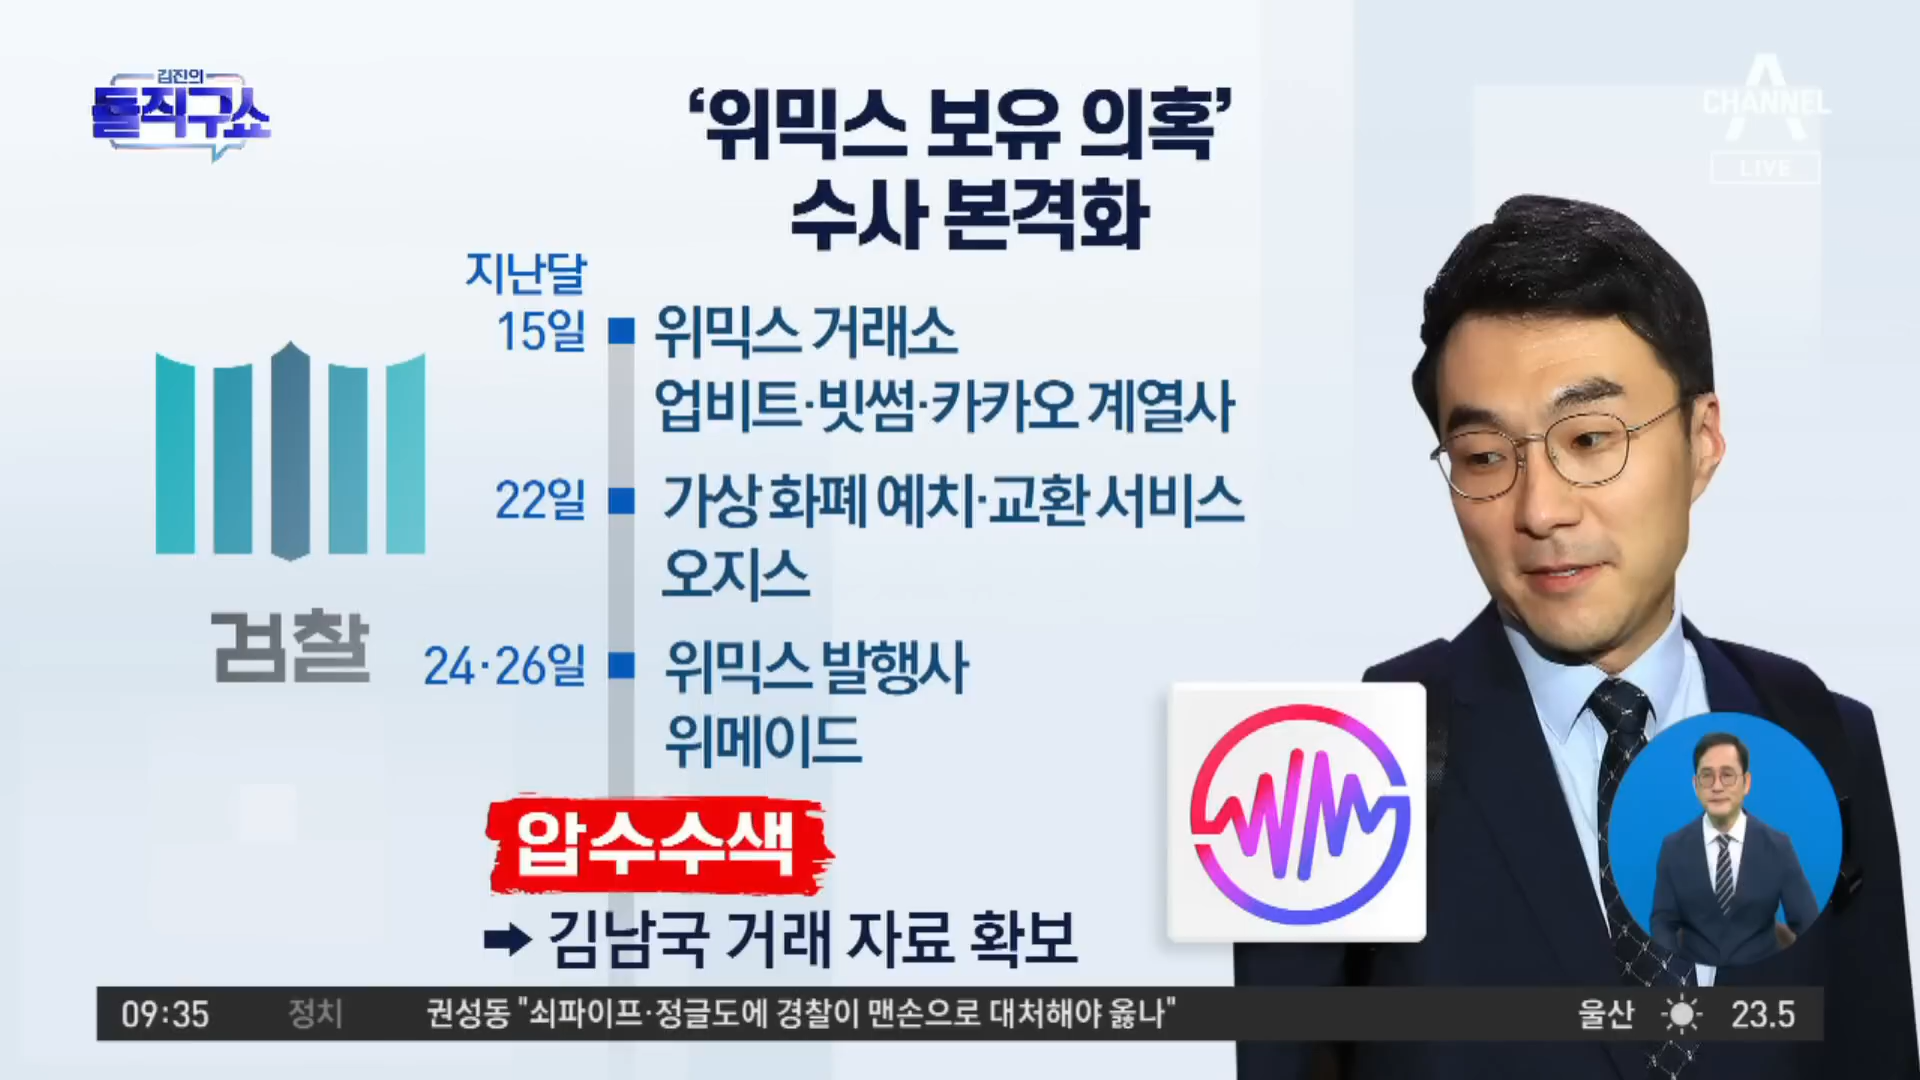 김진의
돌직구쇼
‘위믹스 보유 의혹’
수사 본격화
CHANNEL A
LIVE
지난달
15일
위믹스 거래소
업비트·빗썸·카카오 계열사
22일
가상 화폐 예치·교환 서비스
오지스
24·26일
위믹스 발행사
위메이드
검찰
압수수색
➡ 김남국 거래 자료 확보
09:35 정치 권성동 "쇠파이프·정글도에 경찰이 맨손으로 대처해야 옳나" 울산 23.5